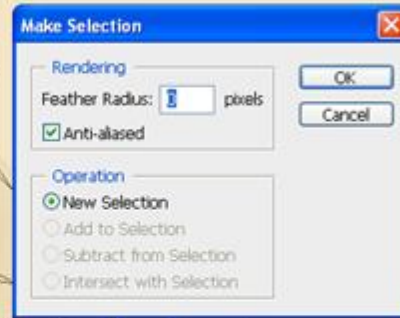 Make Selection
Rendering
Feather Radius: 0 pixels
Anti-aliased
OK
Cancel
Operation
New Selection
Add to Selection
Subtract from Selection
Intersect with Selection